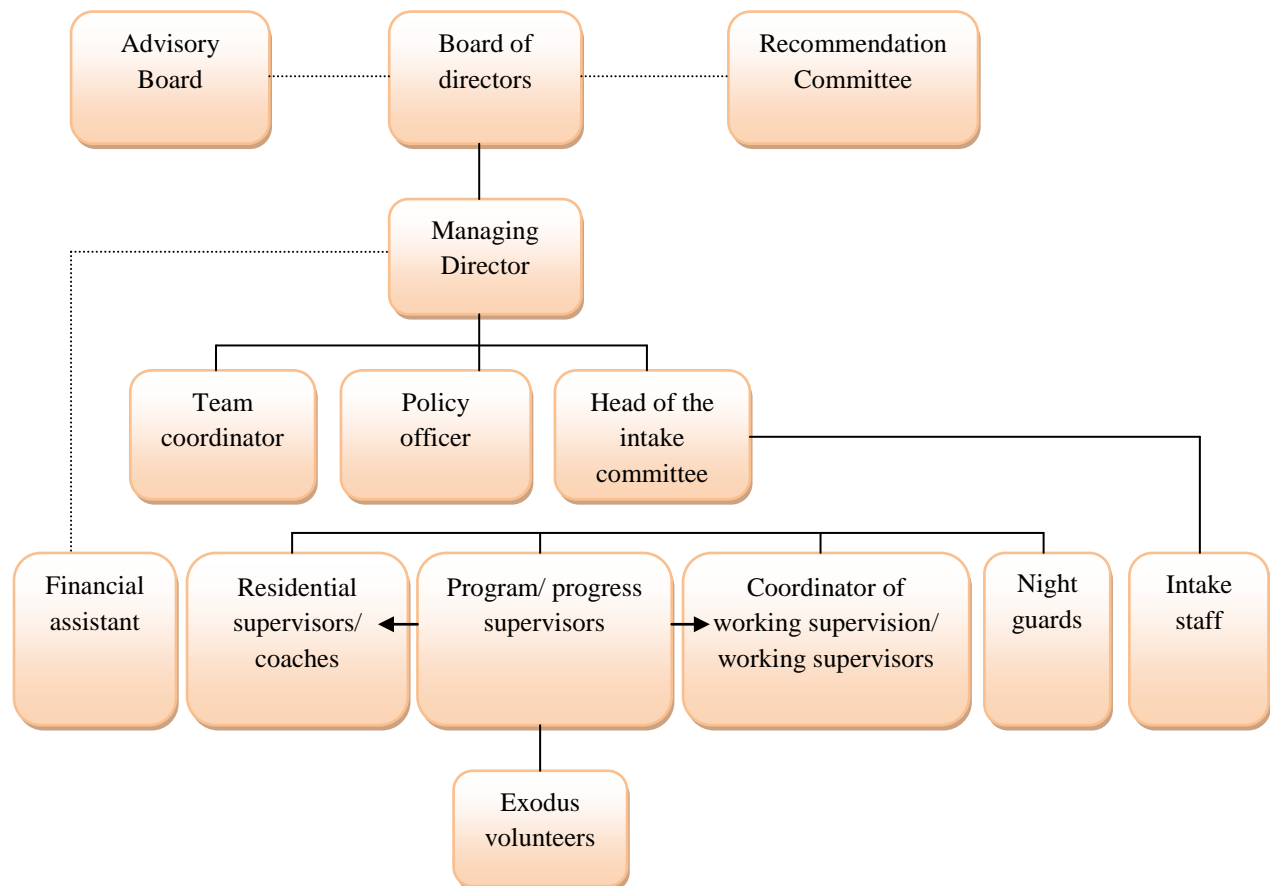 Advisory
Board
Board of
directors
Recommendation
Committee
Managing
Director
Team
coordinator
Policy
officer
Head of the
intake
committee
Financial
assistant
Residential
supervisors/
coaches
Program/ progress
supervisors
Coordinator of
working supervision/
working supervisors
Night
guards
Intake
staff
Exodus
volunteers